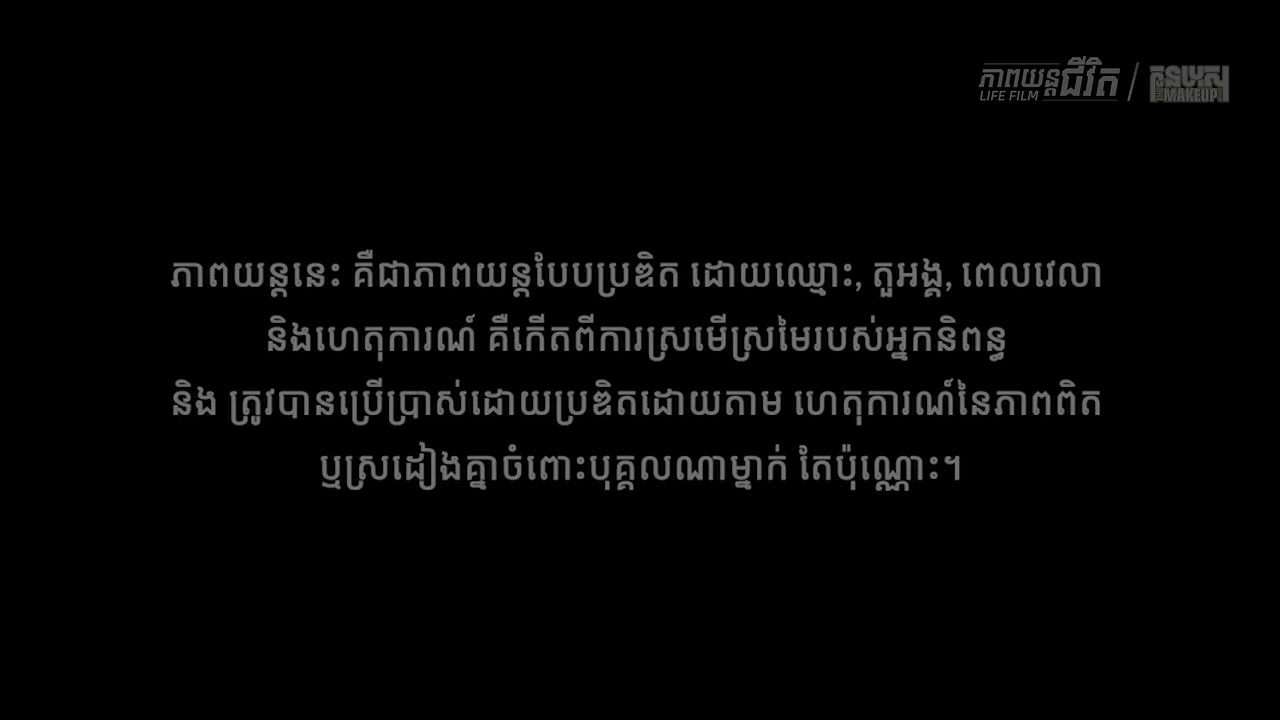 ភាពយន្តជីវិត
LIFE FILM
MAKEUP
ភាពយន្តនេះ គឺជាភាពយន្តបែបប្រឌិត ដោយឈ្មោះ, តួអង្គ, ពេលវេលា
និងហេតុការណ៍ គឺកើតពីការស្រមើស្រមៃរបស់អ្នកនិពន្ធ
និង ត្រូវបានប្រើប្រាស់ដោយប្រឌិតដោយតាម ហេតុការណ៍នៃភាពពិត
ឬស្រដៀងគ្នាចំពោះបុគ្គលណាម្នាក់ តែប៉ុណ្ណោះ។